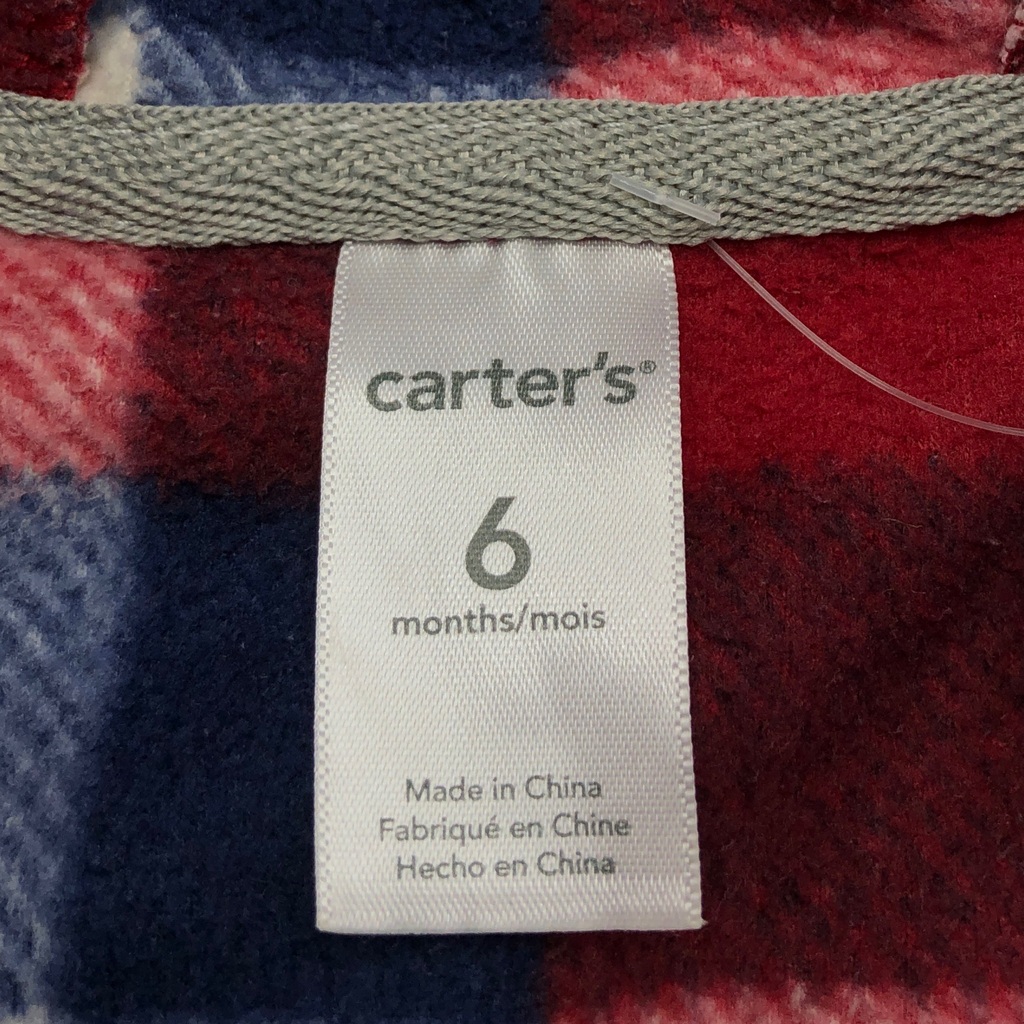 carter's®
6
months/mois
Made in China
Fabriqué en Chine
Hecho en China